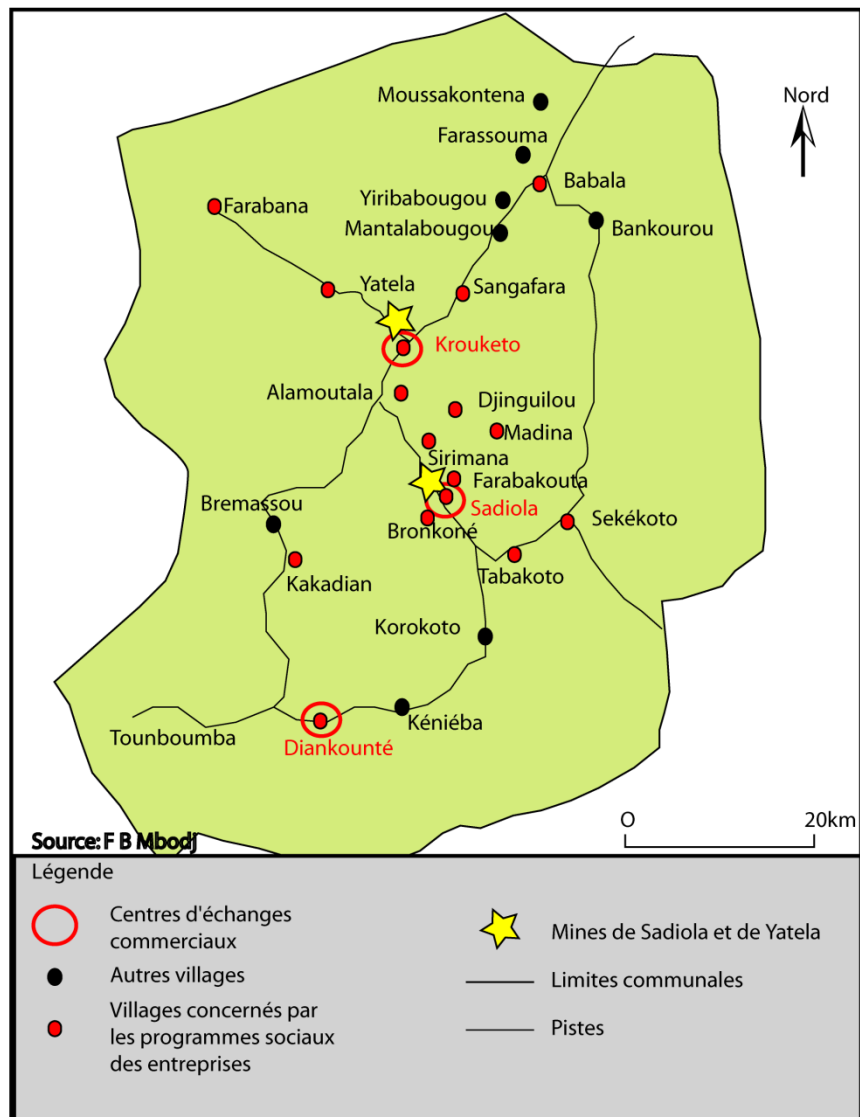 Moussakontena
Nord
Farassouma
Babala
Yiribabougou
Farabana
Mantalabougou
Bankourou
Yatela
Sangafara
Krouketo
Alamoutala
Djinguilou
Madina
Sirimana
Farabakouta
Bremassou
Sadiola
Sekékoto
Bronkoné
Kakadian
Tabakoto
Korokoto
Tounboumba
Kéniéba
Diankounté
O 20km
Source: F B Mbodj
Légende
Centres d'échanges
commerciaux
Autres villages
Villages concernés par
les programmes sociaux
des entreprises
Mines de Sadiola et de Yatela
Limites communales
Pistes